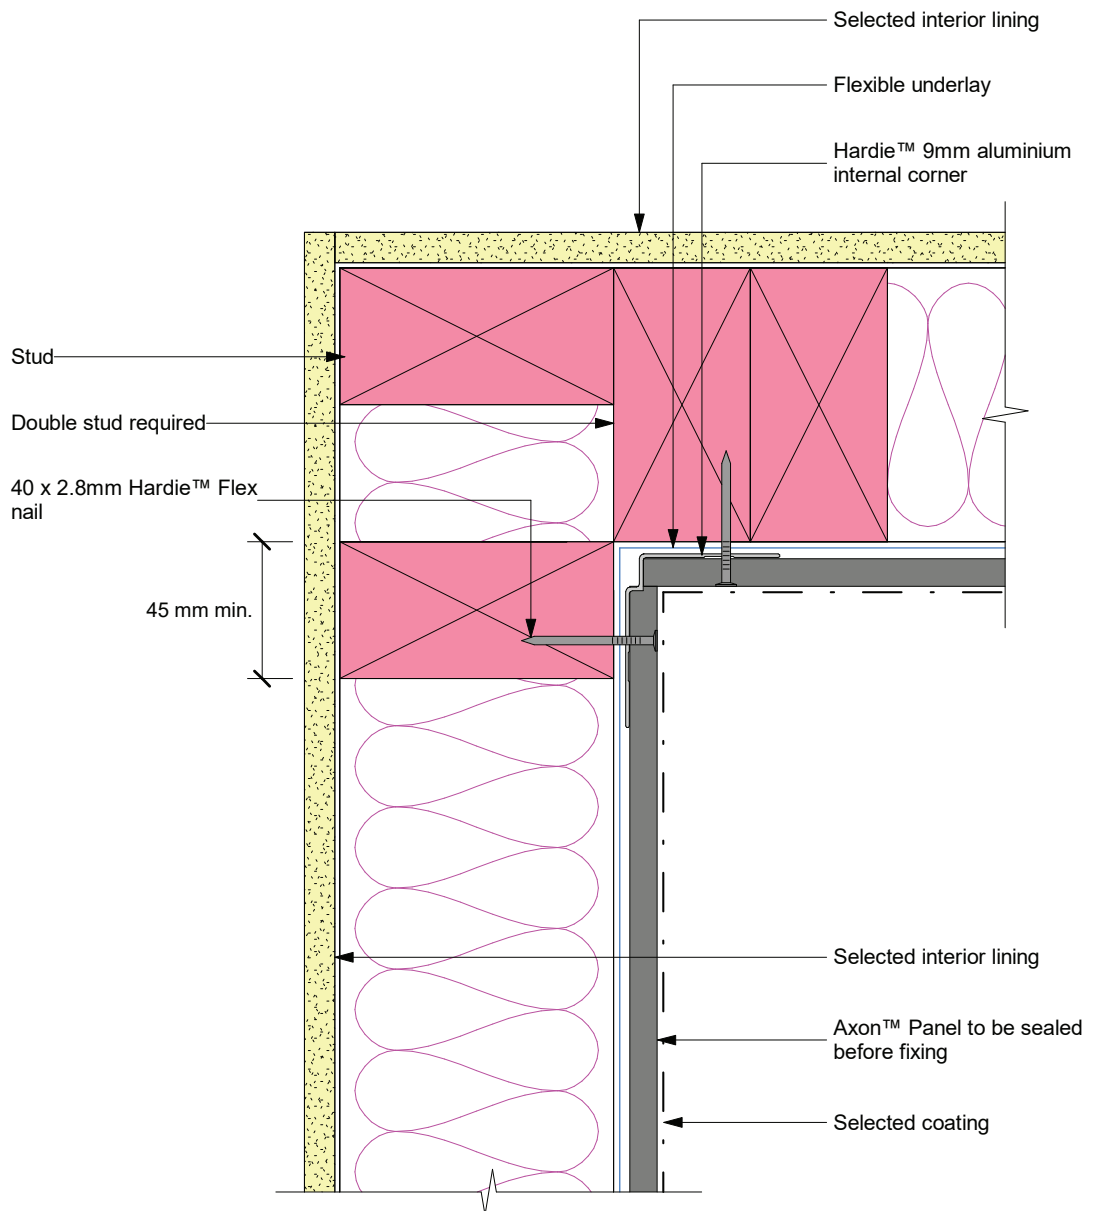 Selected interior lining
Flexible underlay
Hardie™ 9mm aluminium
internal corner
Stud
Double stud required
40 x 2.8mm Hardie™ Flex
nail
45 mm min.
Selected interior lining
Axon™ Panel to be sealed
before fixing
Selected coating